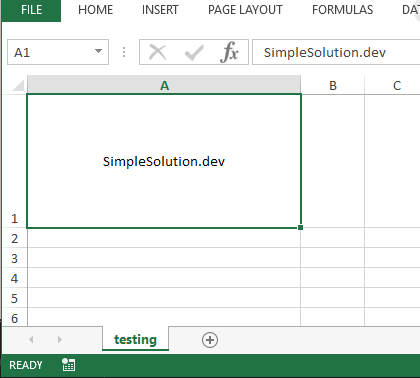 FILE HOME INSERT PAGE LAYOUT FORMULAS DA
A1 fx SimpleSolution.dev
A B C
SimpleSolution.dev
1
2
3
4
5
6
testing
READY